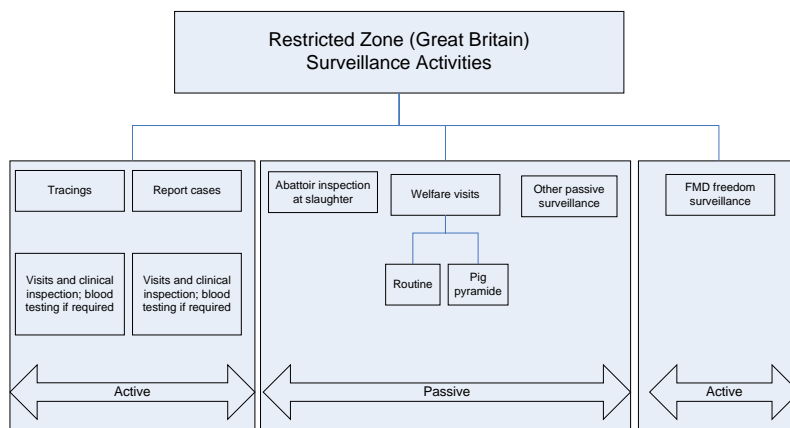 Restricted Zone (Great Britain)
Surveillance Activities
Tracings
Report cases
Abattoir inspection
at slaughter
Welfare visits
Other passive
surveillance
FMD freedom
surveillance
Visits and clinical
inspection; blood
testing if required
Visits and clinical
inspection; blood
testing if required
Routine
Pig
pyramide
Active
Passive
Active